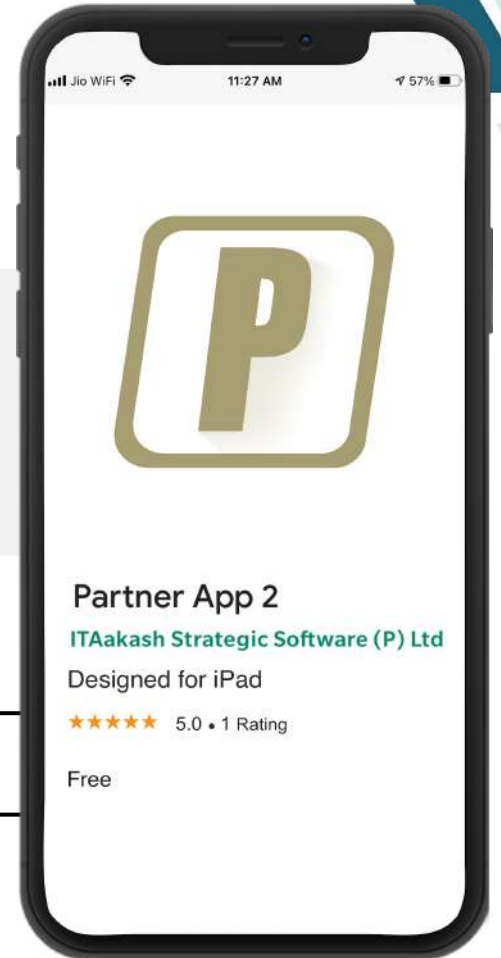 Jio WiFi 11:27 AM 57%
P
Partner App 2
ITAakash Strategic Software (P) Ltd
Designed for iPad
★★★★★ 5.0 • 1 Rating
Free